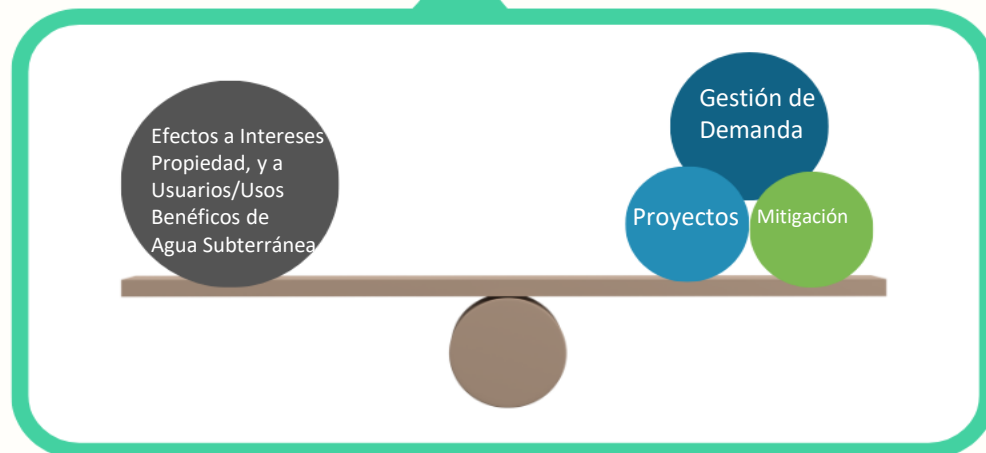 Efectos a Intereses
Propiedad, y a
Usuarios/Usos
Benéficos de
Agua Subterránea
Gestión de
Demanda
Proyectos
Mitigación